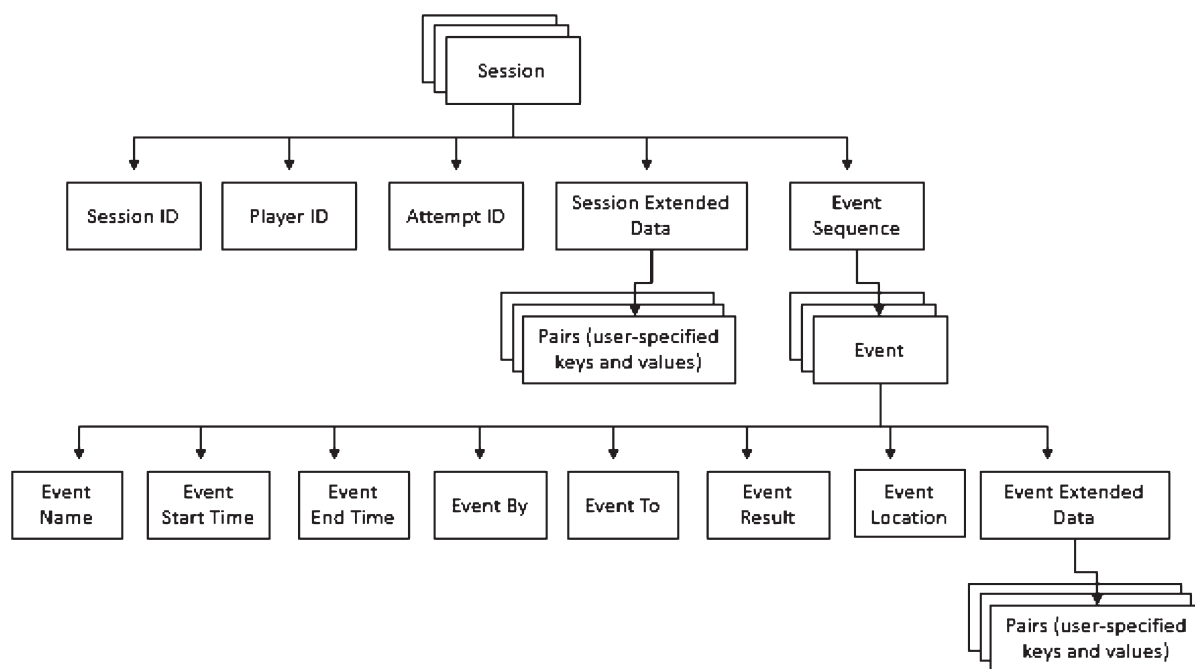 Session
Session ID
Player ID
Attempt ID
Session Extended
Data
Event
Sequence
Pairs (user-specified
keys and values)
Event
Event
Name
Event
Start Time
Event
End Time
Event By
Event To
Event
Result
Event
Location
Event Extended
Data
Pairs (user-specified
keys and values)